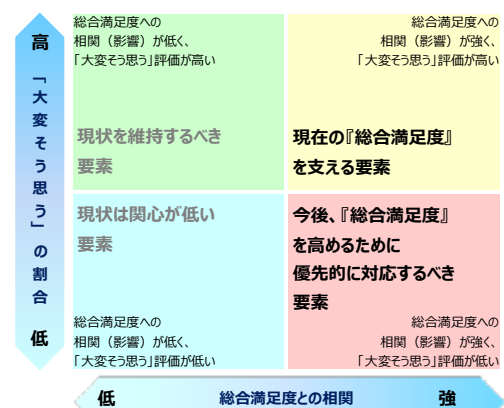 高
「大変そう思う」の割合
低
総合満足度への
相関（影響）が低く、
「大変そう思う」評価が高い
現状を維持するべき
要素
総合満足度への
相関（影響）が強く、
「大変そう思う」評価が高い
現在の『総合満足度』
を支える要素
現状は関心が低い
要素
総合満足度への
相関（影響）が低く、
「大変そう思う」評価が低い
今後、『総合満足度』
を高めるために
優先的に対応するべき
要素
総合満足度への
相関（影響）が強く、
「大変そう思う」評価が低い
低
総合満足度との相関
強